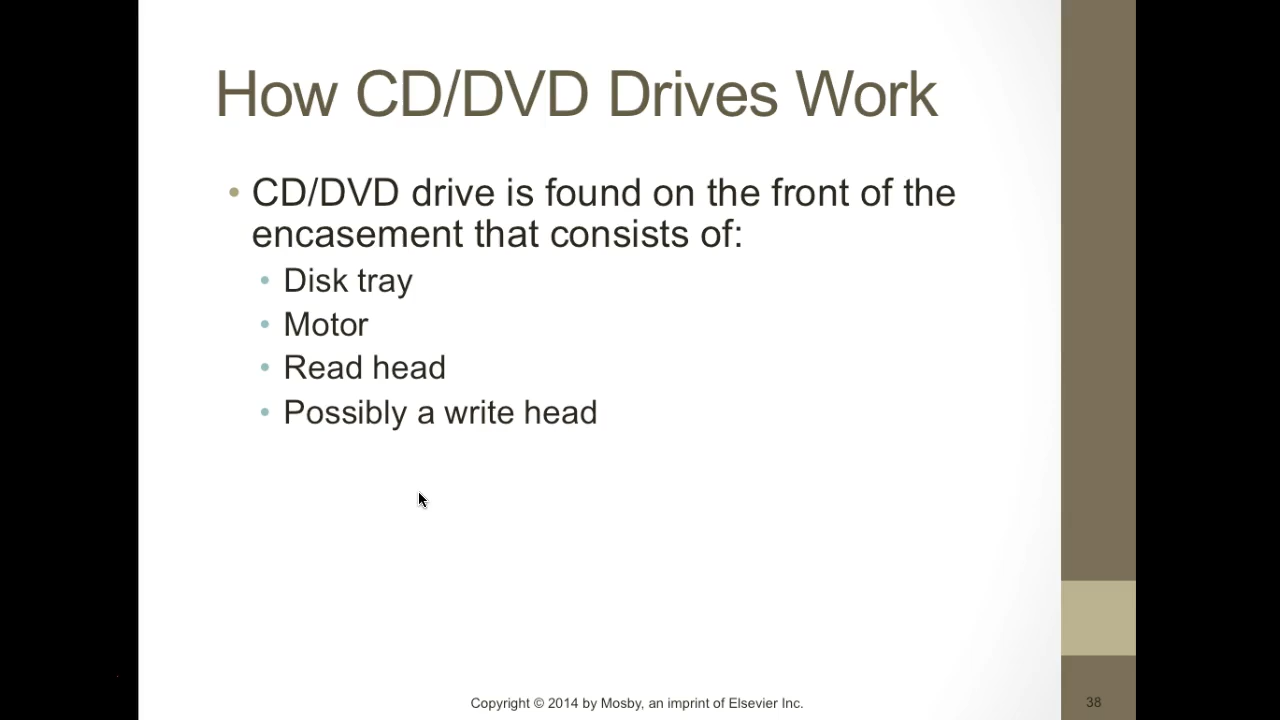 How CD/DVD Drives Work
• CD/DVD drive is found on the front of the
encasement that consists of:
• Disk tray
• Motor
• Read head
• Possibly a write head
Copyright © 2014 by Mosby, an imprint of Elsevier Inc.
38